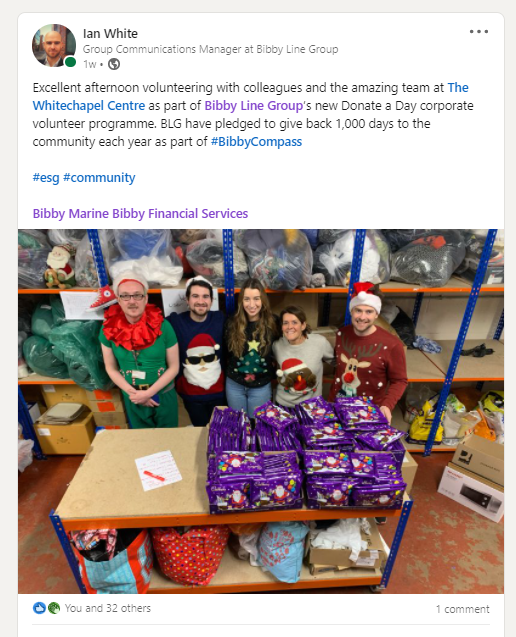 Ian White
Group Communications Manager at Bibby Line Group
1w •
Excellent afternoon volunteering with colleagues and the amazing team at The
Whitechapel Centre as part of Bibby Line Group's new Donate a Day corporate
volunteer programme. BLG have pledged to give back 1,000 days to the
community each year as part of #BibbyCompass
#esg #community
Bibby Marine Bibby Financial Services
You and 32 others
1 comment